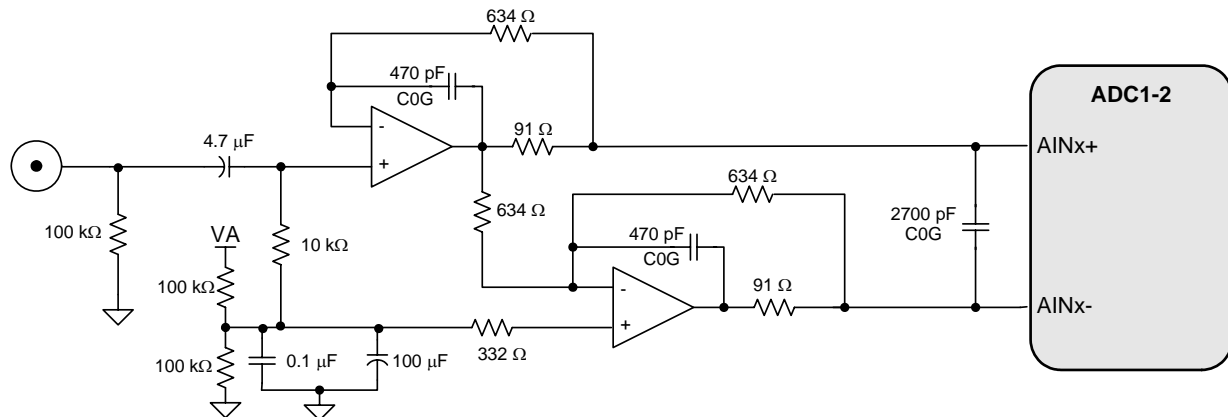 634 Ω
470 pF
C0G
ADC1-2
-
+
91 Ω
4.7 µF
AINx+
634 Ω
634 Ω
100 kΩ
VA
10 kΩ
470 pF
C0G
2700 pF
C0G
100 kΩ
-
+
91 Ω
AINx-
100 kΩ
0.1 µF
100 µF
332 Ω